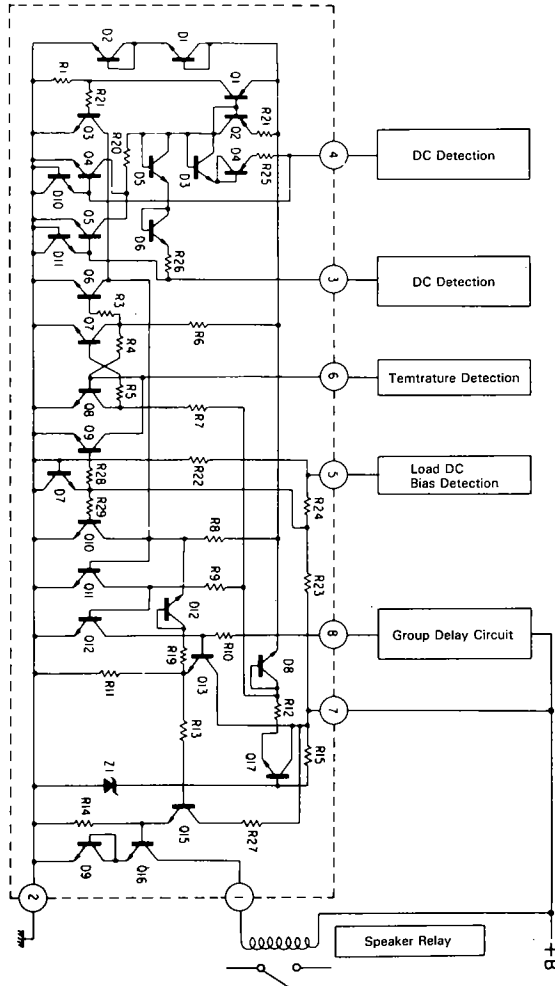 D2
D1
R1
Q1
R21
Q3
Q2
R21
R20
D4
R25
4
DC Detection
Q4
D5
D3
D10
Q5
D6
R26
D11
3
DC Detection
Q6
R3
Q7
R4
R6
6
Temtrature Detection
R5
Q8
R7
Q9
R28
R22
5
Load DC
Bias Detection
D7
R29
R24
Q10
R8
R23
Q11
R9
D12
Q12
R10
8
Group Delay Circuit
R19
D8
R11
Q13
R12
7
R13
R15
Z1
Q17
R14
Q15
R27
D9
Q16
2
1
Speaker Relay
+B